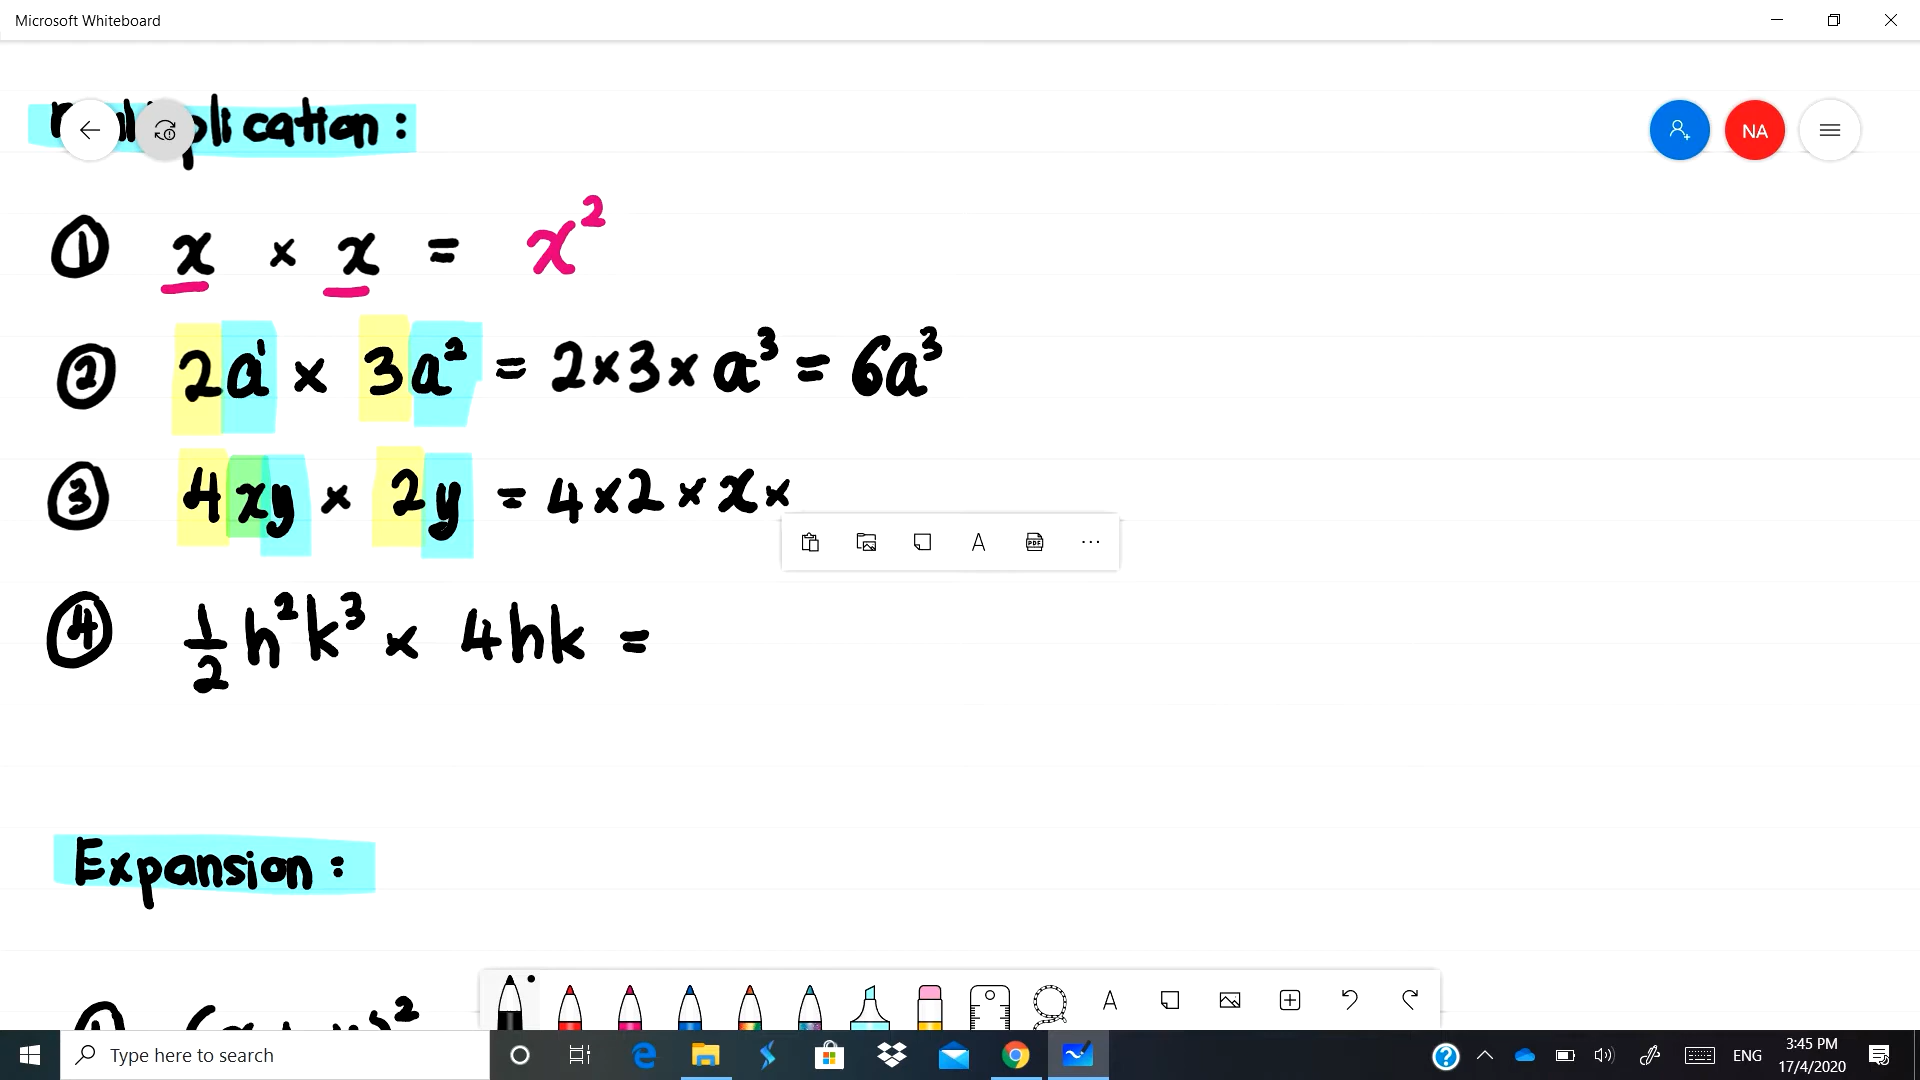 Microsoft Whiteboard
NA
① x × x = x²
② 2a¹ × 3a² = 2×3×a³ = 6a³
③ 4xy × 2y = 4×2×x×
④ ½h²k³ × 4hk =
Expansion :
Type here to search
ENG
3:45 PM
17/4/2020